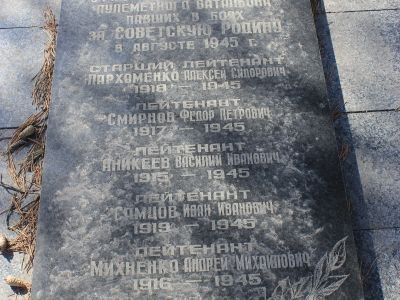 пулеметного батальона
павших в боях
за Советскую Родину
в августе 1945 г.
старший лейтенант
Пархоменко Алексей Сидорович
1918 — 1945
лейтенант
Смирнов Федор Петрович
1917 — 1945
лейтенант
Аникеев Василий Иванович
1915 — 1945
лейтенант
Сомцов Иван Иванович
1919 — 1945
лейтенант
Михненко Андрей Михайлович
1916 — 1945